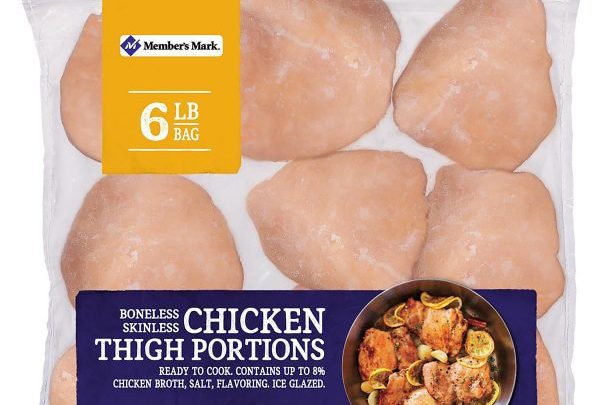 Member's Mark.
6 LB
BAG
BONELESS
SKINLESS
CHICKEN
THIGH PORTIONS
READY TO COOK. CONTAINS UP TO 8%
CHICKEN BROTH, SALT, FLAVORING. ICE GLAZED.